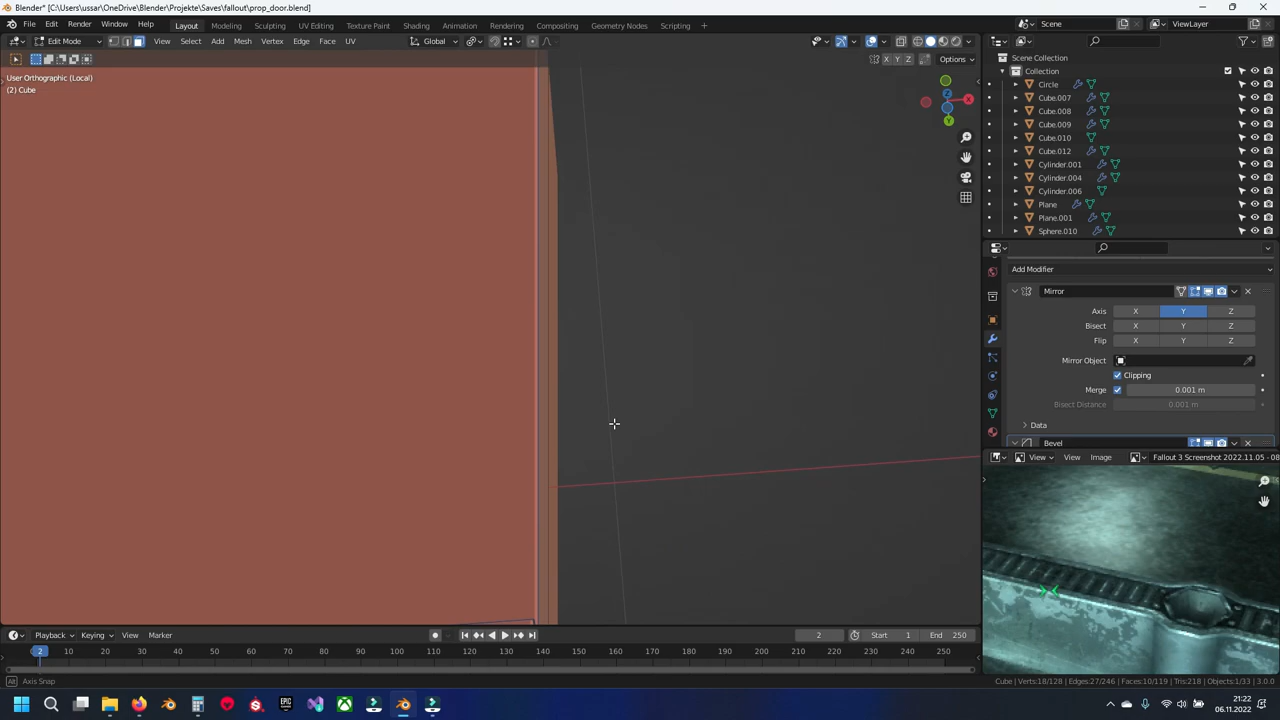 Blender* [C:\Users\ussar\OneDrive\Blender\Projekte\Saves\fallout\prop_door.blend]
File Edit Render Window Help Layout Modeling Sculpting UV Editing Texture Paint Shading Animation Rendering Compositing Geometry Nodes Scripting + Scene ViewLayer
Edit Mode View Select Add Mesh Vertex Edge Face UV Global
X Y Z Options
User Orthographic (Local)
(2) Cube
Z X Y
Scene Collection
Collection
Circle
Cube.007
Cube.008
Cube.009
Cube.010
Cube.012
Cylinder.001
Cylinder.004
Cylinder.006
Plane
Plane.001
Sphere.010
Add Modifier
Mirror
Axis X Y Z
Bisect X Y Z
Flip X Y Z
Mirror Object
Clipping
Merge 0.001 m
Bisect Distance 0.001 m
Data
Bevel
View View Image Fallout 3 Screenshot 2022.11.05 - 08
Playback Keying View Marker 2 Start 1 End 250
2 10 20 30 40 50 60 70 80 90 100 110 120 130 140 150 160 170 180 190 200 210 220 230 240 250
Alt Axis Snap Cube | Verts:18/128 | Edges:27/246 | Faces:10/119 | Tris:218 | Objects:1/33 | 3.0.0
21:22
06.11.2022